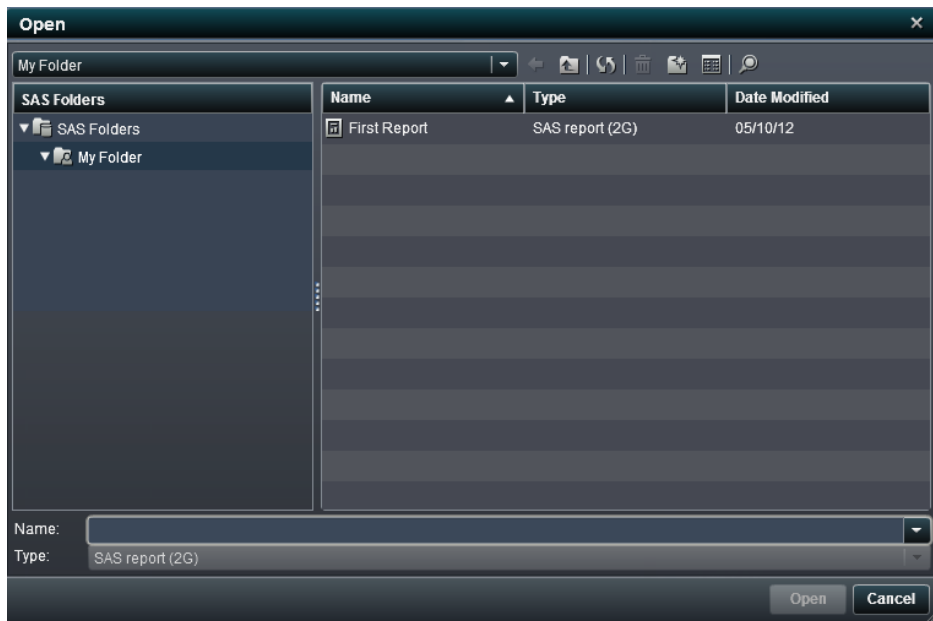 Open
My Folder
SAS Folders
Name Type Date Modified
SAS Folders
First Report SAS report (2G) 05/10/12
My Folder
Name:
Type: SAS report (2G)
Open Cancel